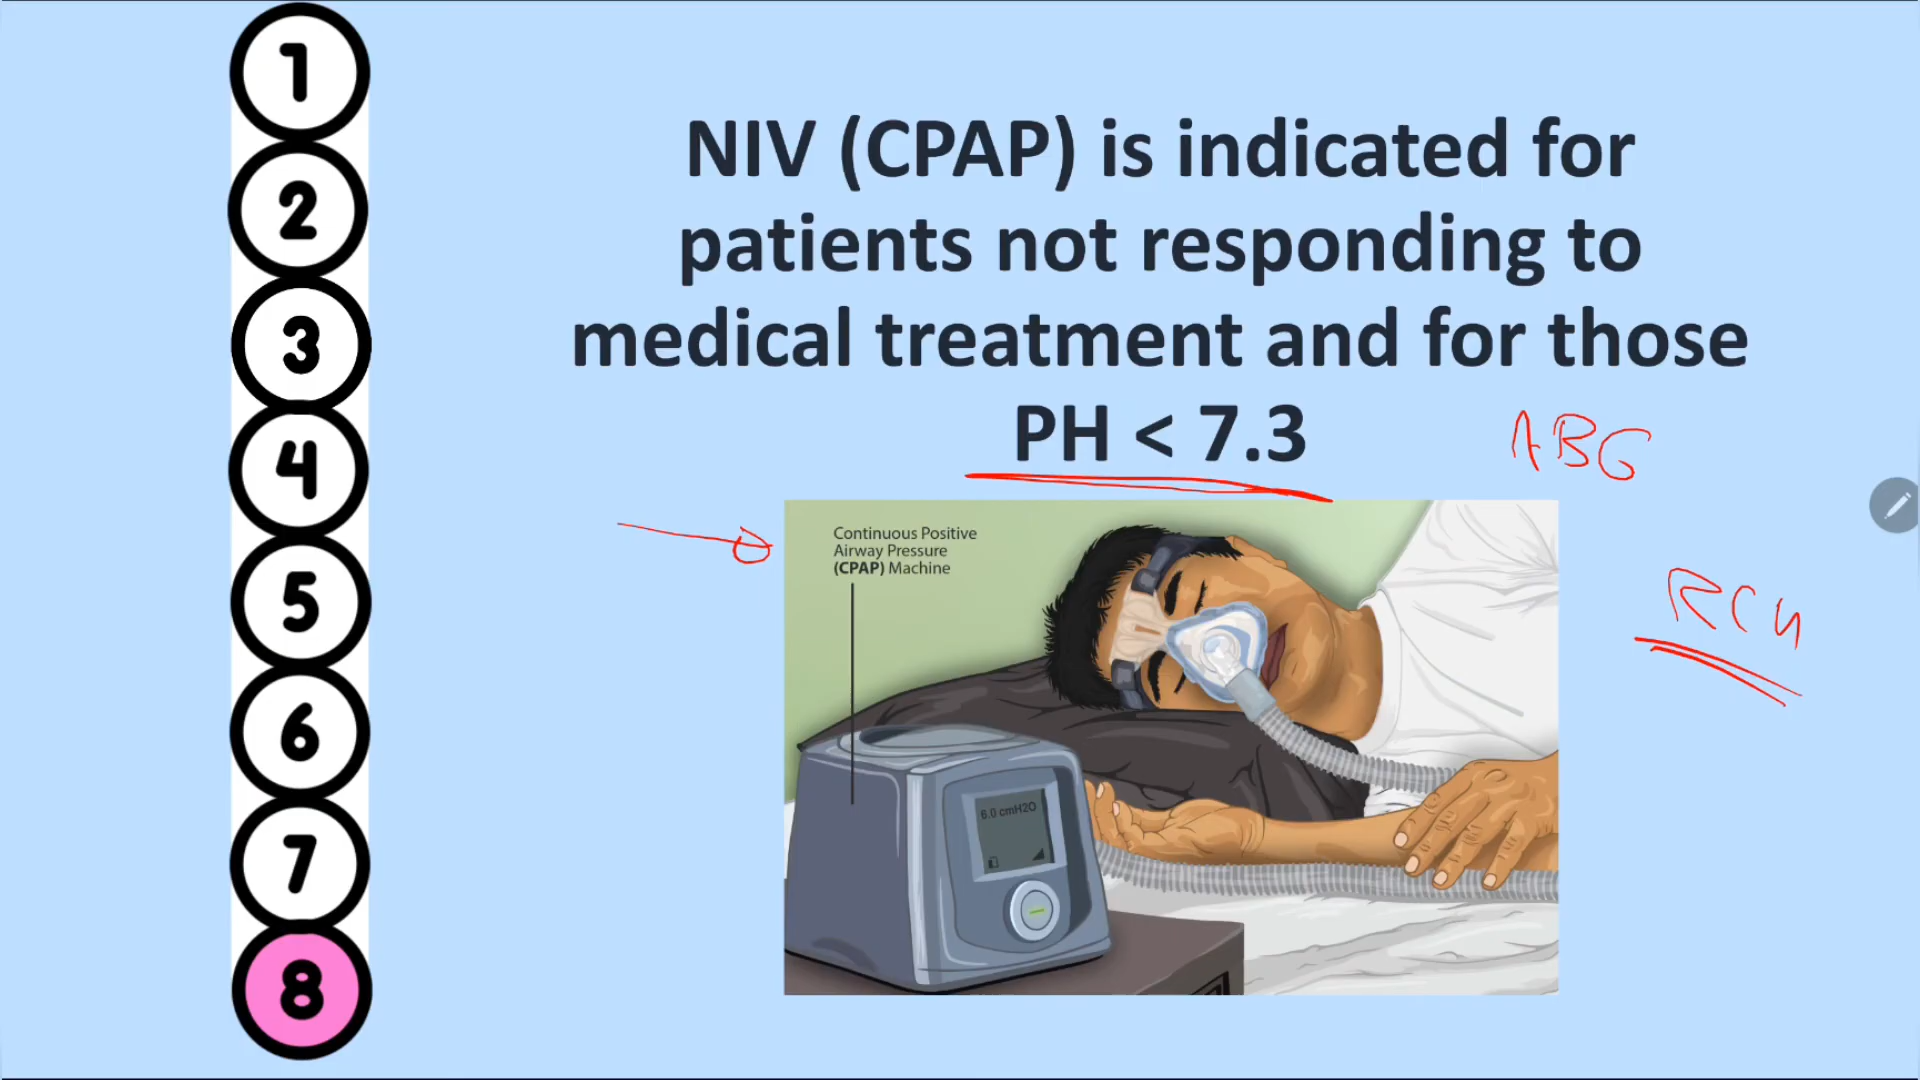 1
2
3
4
5
6
7
8
NIV (CPAP) is indicated for
patients not responding to
medical treatment and for those
PH < 7.3
ABG
Continuous Positive
Airway Pressure
(CPAP) Machine
RCU
6.0 cmH2O